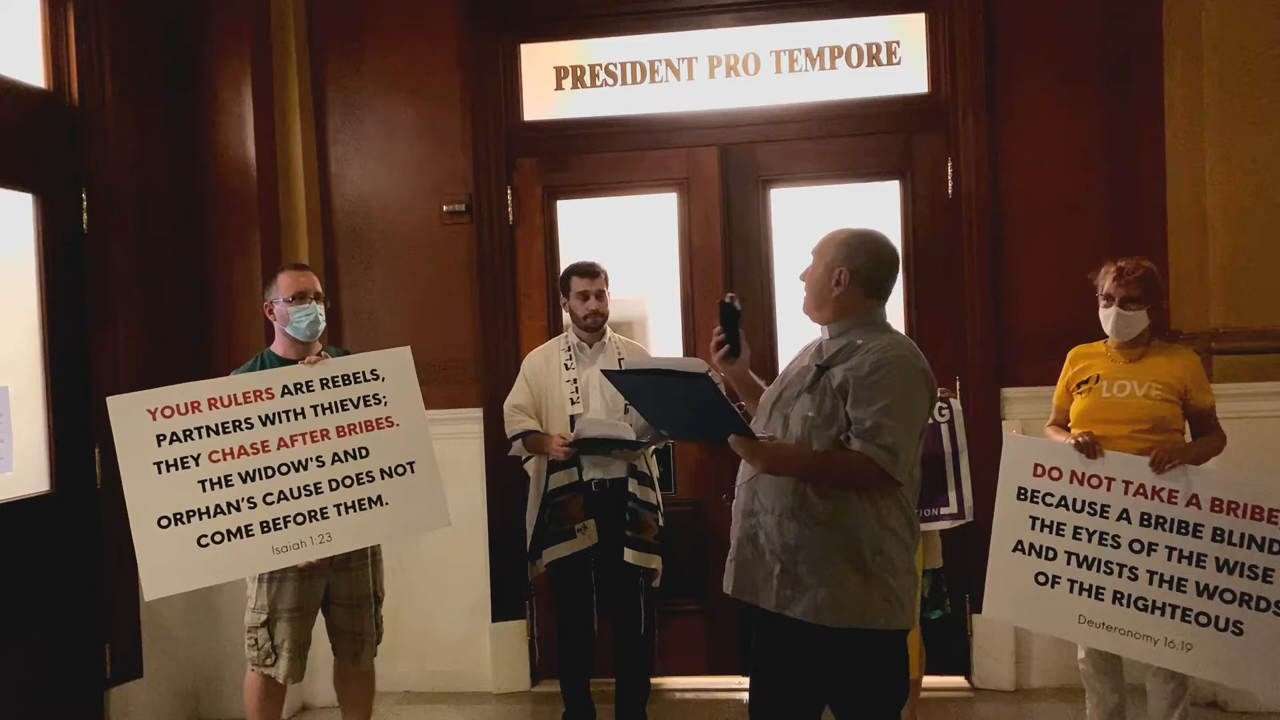 PRESIDENT PRO TEMPORE
YOUR RULERS ARE REBELS,
PARTNERS WITH THIEVES;
THEY CHASE AFTER BRIBES.
THE WIDOW'S AND
ORPHAN'S CAUSE DOES NOT
COME BEFORE THEM.
Isaiah 1:23
LOVE
DO NOT TAKE A BRIBE
BECAUSE A BRIBE BLIND
THE EYES OF THE WISE
AND TWISTS THE WORDS
OF THE RIGHTEOUS
Deuteronomy 16:19